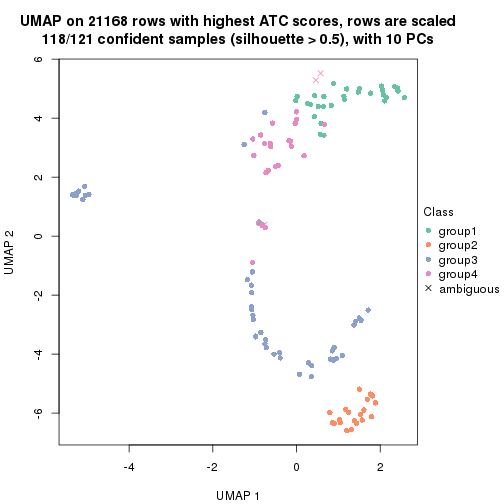 UMAP on 21168 rows with highest ATC scores, rows are scaled
118/121 confident samples (silhouette > 0.5), with 10 PCs
6
4
2
0
-2
-4
-6
UMAP 2
Class
group1
group2
group3
group4
ambiguous
-4
-2
0
2
UMAP 1